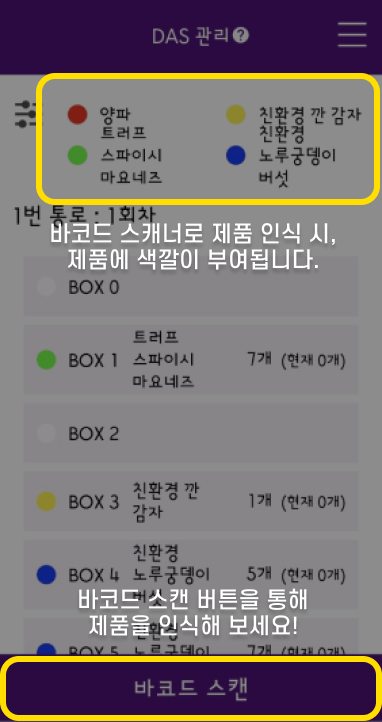 DAS 관리?
양파
트러프
스파이시
마요네즈
친환경 깐 감자
친환경
노루궁뎅이
버섯
1번 통로 : 1회차
바코드 스캐너로 제품 인식 시,
제품에 색깔이 부여됩니다.
BOX 0
BOX 1 트러프
스파이시
마요네즈
7개 (현재 0개)
BOX 2
BOX 3 친환경 깐
감자
1개 (현재 0개)
BOX 4 친환경
노루궁뎅이
버섯
5개 (현재 0개)
바코드 스캔 버튼을 통해
제품을 인식해 보세요!
BOX 5 친환경
노루궁뎅이
7개 (현재 0개)
바코드 스캔